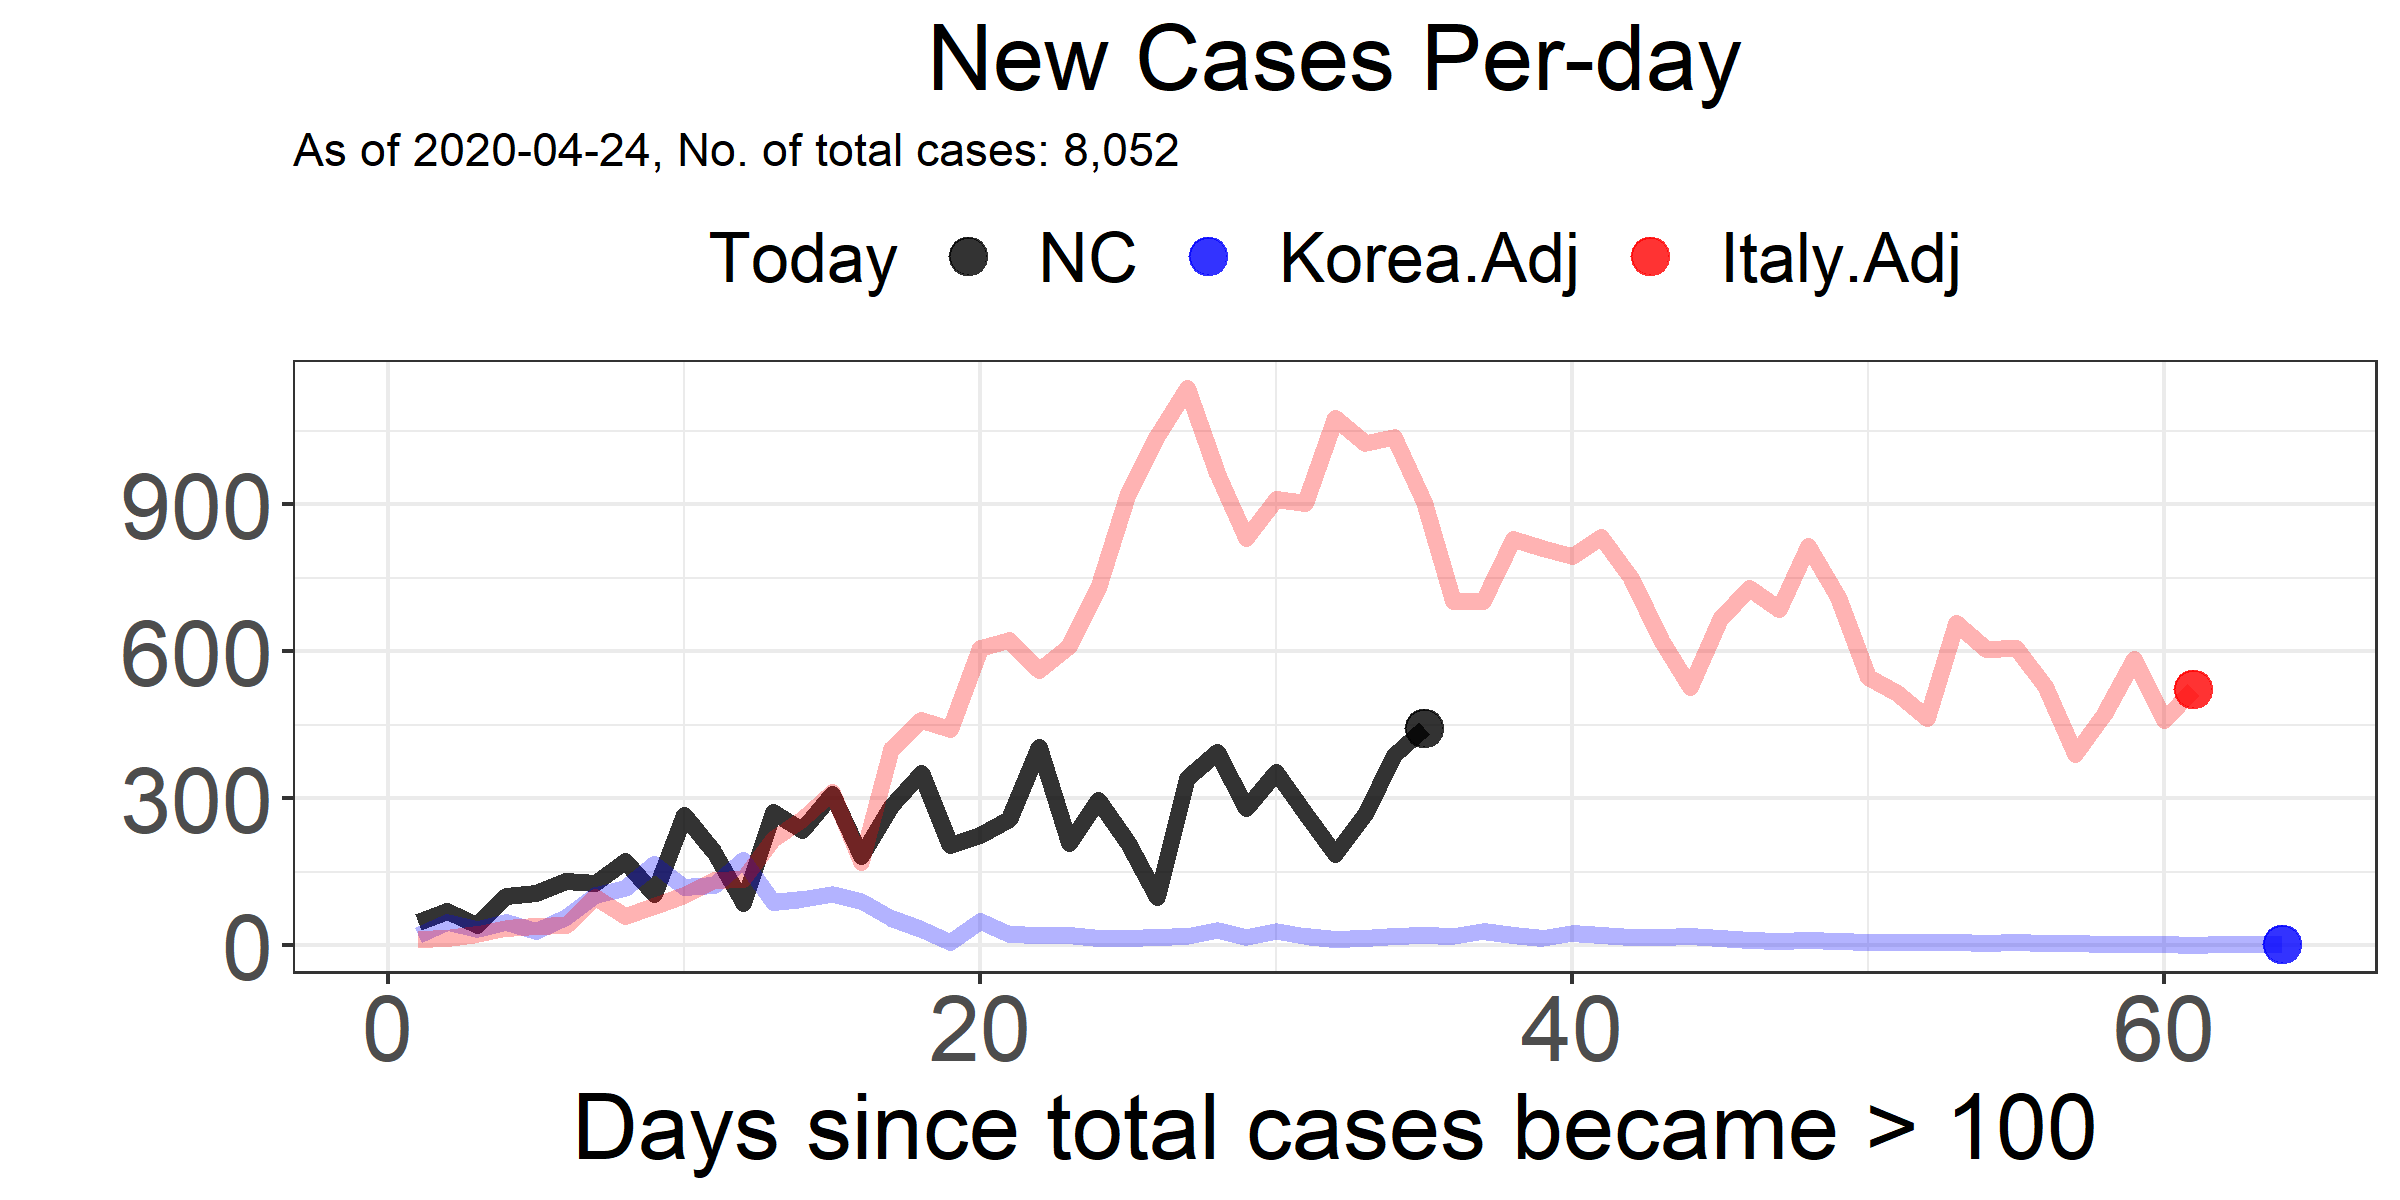 New Cases Per-day
As of 2020-04-24, No. of total cases: 8,052
Today NC Korea.Adj Italy.Adj
900
600
300
0
0 20 40 60
Days since total cases became > 100